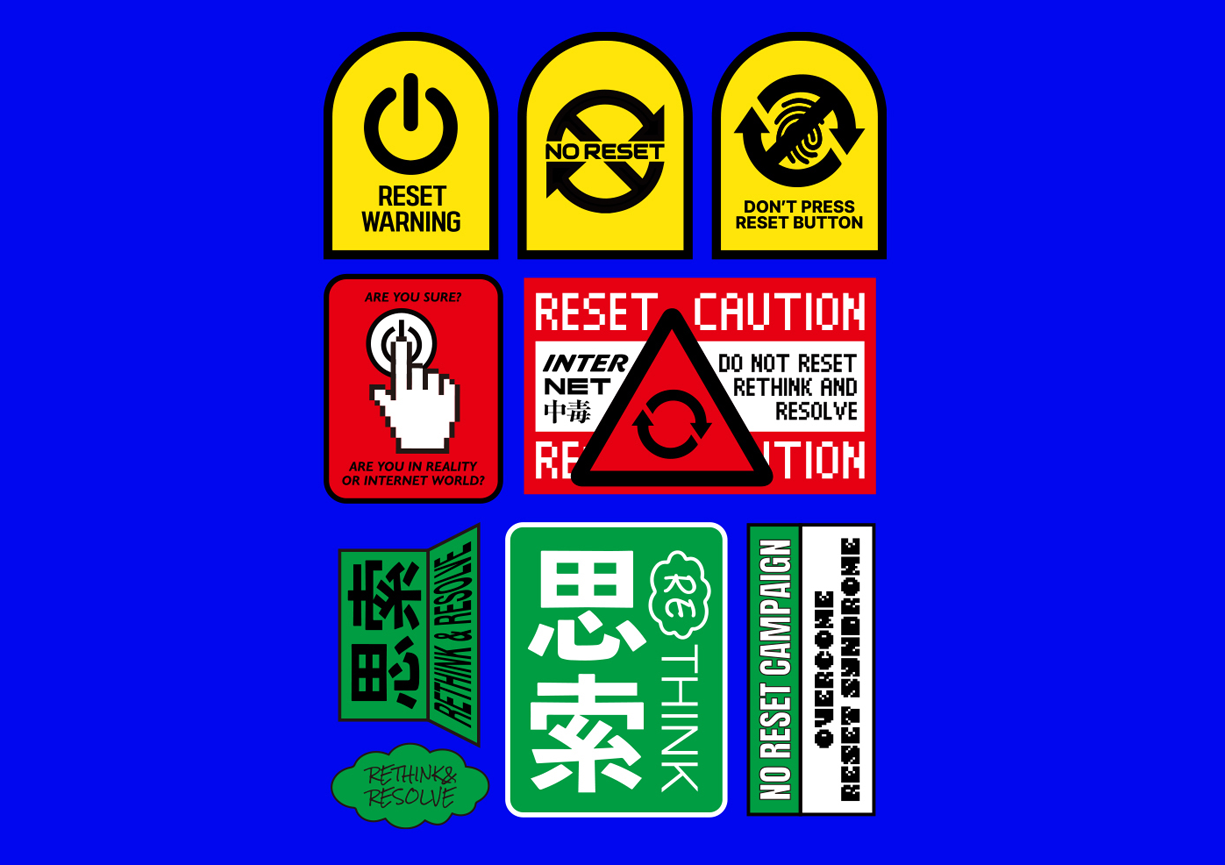 RESET
WARNING
NO RESET
DON'T PRESS
RESET BUTTON
ARE YOU SURE?
ARE YOU IN REALITY
OR INTERNET WORLD?
RESET CAUTION
INTER
NET
中毒
DO NOT RESET
RETHINK AND
RESOLVE
RE UTION
思索
RETHINK & RESOLVE
RETHINK&
RESOLVE
思索
RE
THINK
NO RESET CAMPAIGN
OVERCOME
RESET SYNDROME